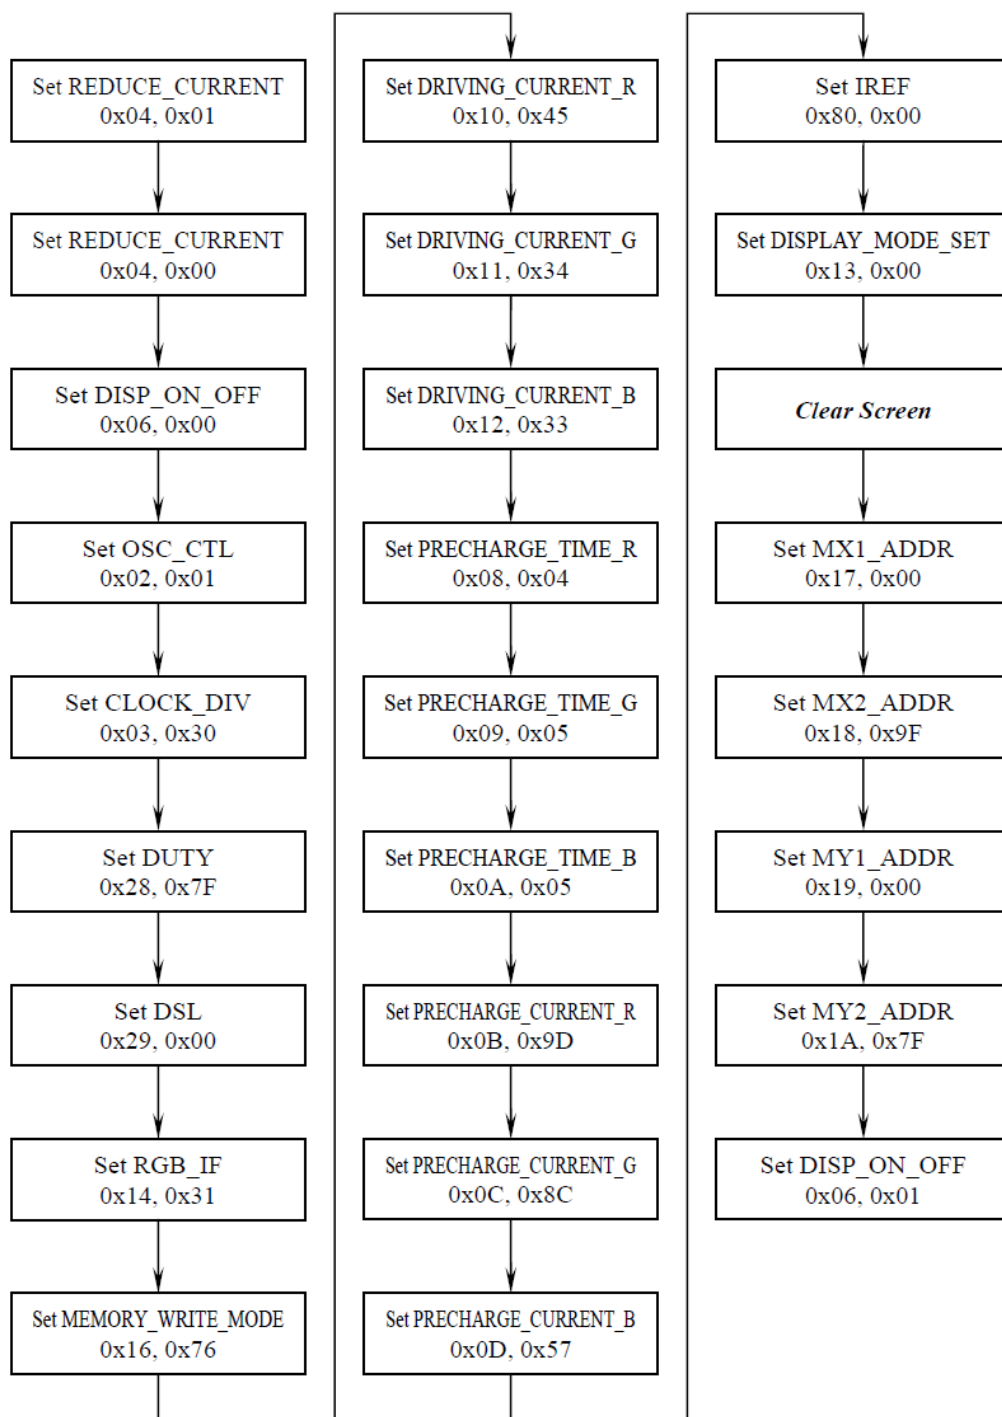 Set REDUCE_CURRENT
0x04, 0x01
Set REDUCE_CURRENT
0x04, 0x00
Set DISP_ON_OFF
0x06, 0x00
Set OSC_CTL
0x02, 0x01
Set CLOCK_DIV
0x03, 0x30
Set DUTY
0x28, 0x7F
Set DSL
0x29, 0x00
Set RGB_IF
0x14, 0x31
Set MEMORY_WRITE_MODE
0x16, 0x76
Set DRIVING_CURRENT_R
0x10, 0x45
Set DRIVING_CURRENT_G
0x11, 0x34
Set DRIVING_CURRENT_B
0x12, 0x33
Set PRECHARGE_TIME_R
0x08, 0x04
Set PRECHARGE_TIME_G
0x09, 0x05
Set PRECHARGE_TIME_B
0x0A, 0x05
Set PRECHARGE_CURRENT_R
0x0B, 0x9D
Set PRECHARGE_CURRENT_G
0x0C, 0x8C
Set PRECHARGE_CURRENT_B
0x0D, 0x57
Set IREF
0x80, 0x00
Set DISPLAY_MODE_SET
0x13, 0x00
Clear Screen
Set MX1_ADDR
0x17, 0x00
Set MX2_ADDR
0x18, 0x9F
Set MY1_ADDR
0x19, 0x00
Set MY2_ADDR
0x1A, 0x7F
Set DISP_ON_OFF
0x06, 0x01